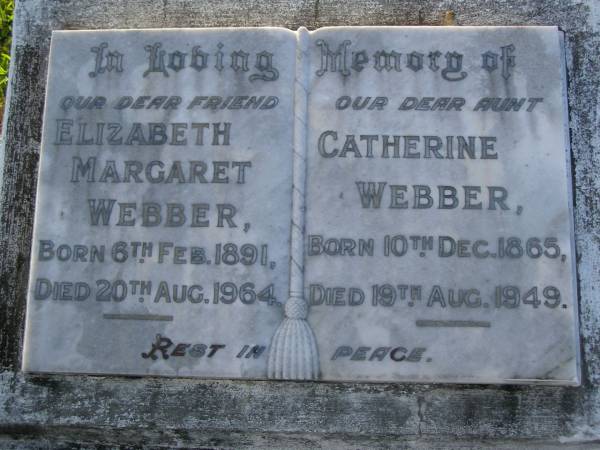 In Loving Memory of
OUR DEAR FRIEND
ELIZABETH
MARGARET
WEBBER,
BORN 6TH FEB. 1891,
DIED 20TH AUG. 1964.
OUR DEAR AUNT
CATHERINE
WEBBER,
BORN 10TH DEC. 1865,
DIED 19TH AUG. 1949.
REST IN PEACE.